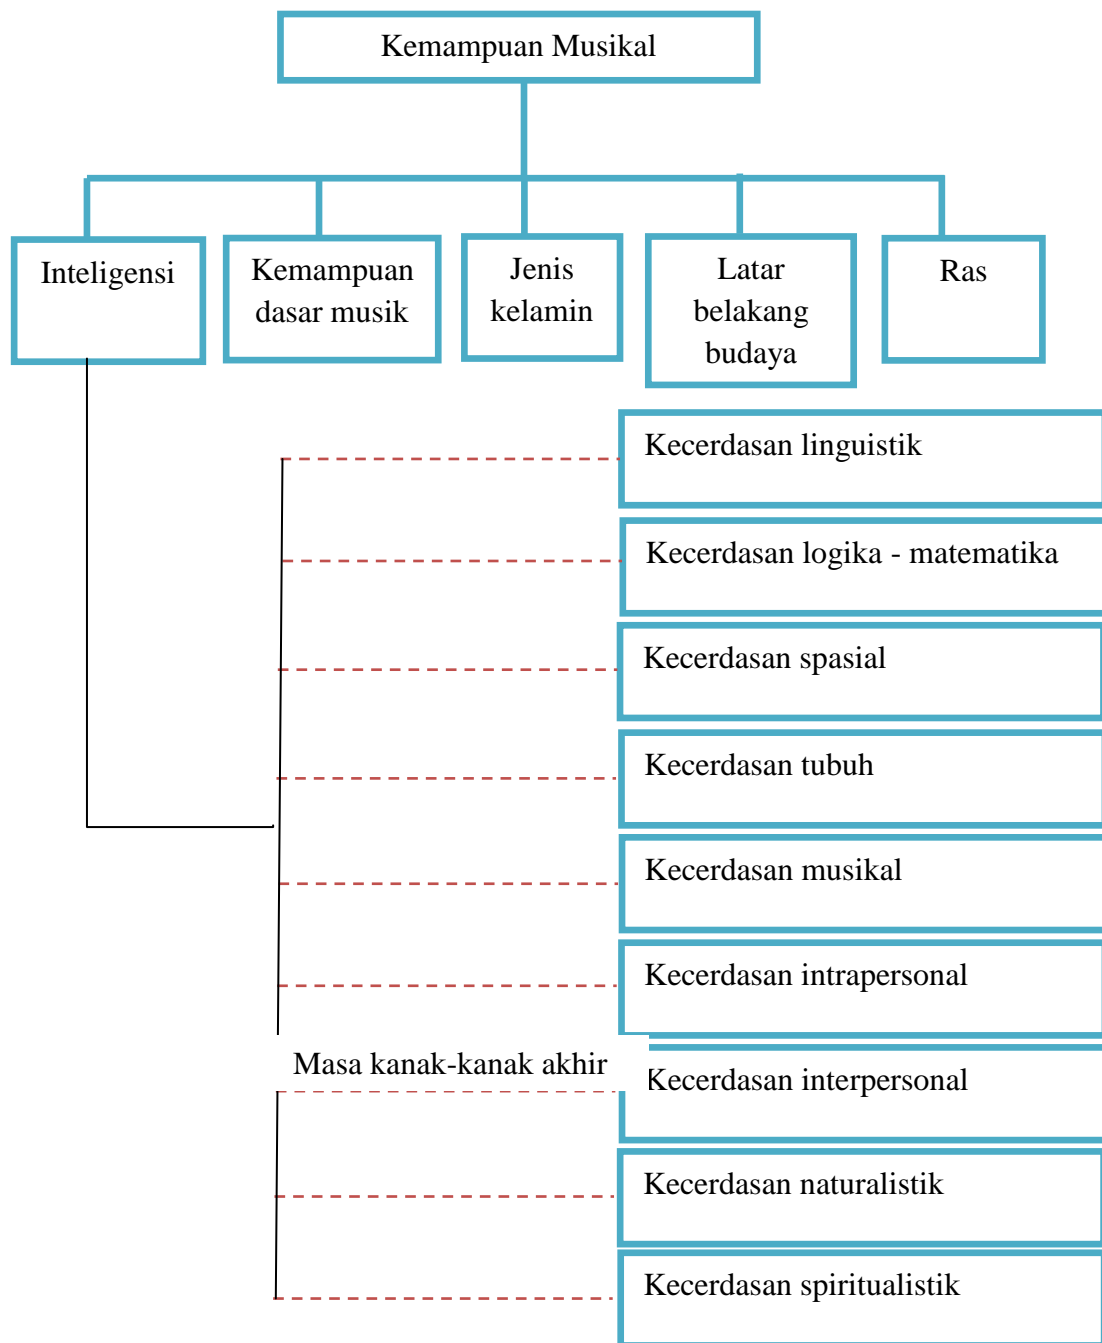 Kemampuan Musikal
Inteligensi
Kemampuan
dasar musik
Jenis
kelamin
Latar
belakang
budaya
Ras
Kecerdasan linguistik
Kecerdasan logika - matematika
Kecerdasan spasial
Kecerdasan tubuh
Kecerdasan musikal
Kecerdasan intrapersonal
Masa kanak-kanak akhir
Kecerdasan interpersonal
Kecerdasan naturalistik
Kecerdasan spiritualistik